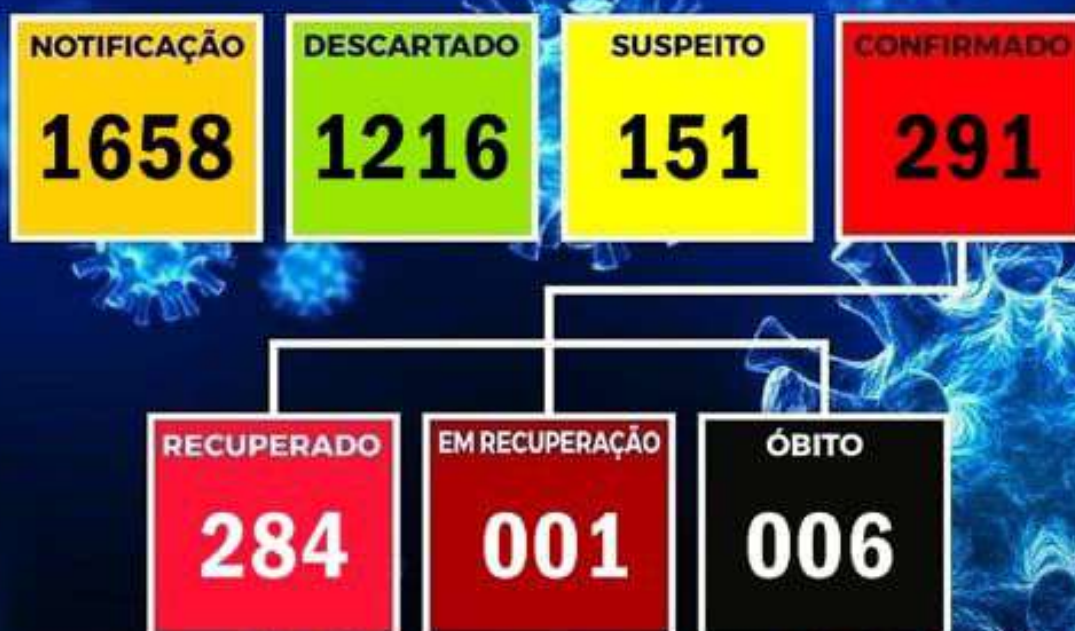 NOTIFICAÇÃO
1658
DESCARTADO
1216
SUSPEITO
151
CONFIRMADO
291
RECUPERADO
284
EM RECUPERAÇÃO
001
ÓBITO
006